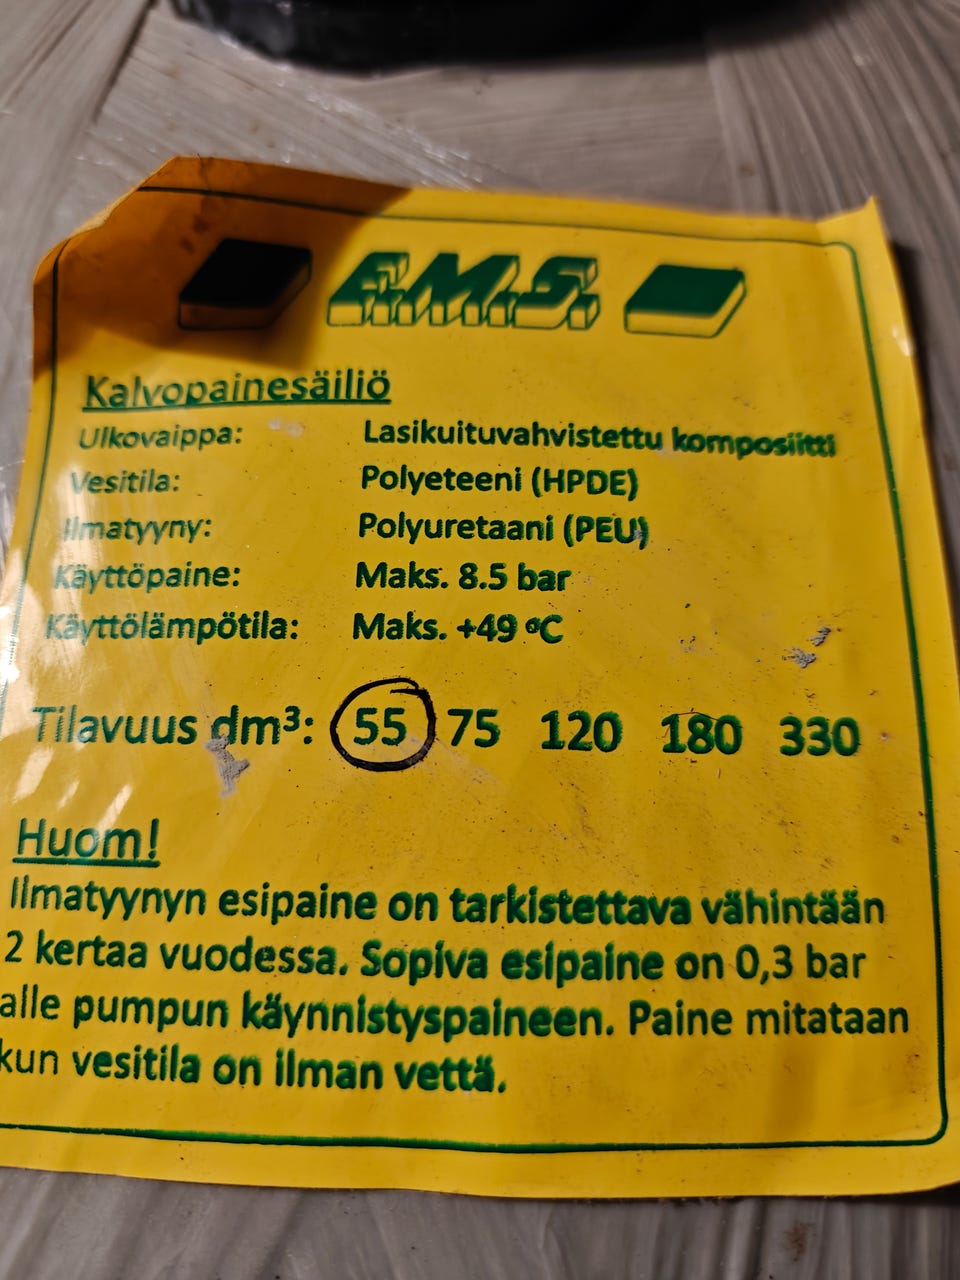 E.M.S.
Kalvopainesäiliö
Ulkovaippa: Lasikuituvahvistettu komposiitti
Vesitila: Polyeteeni (HPDE)
Ilmatyyny: Polyuretaani (PEU)
Käyttöpaine: Maks. 8.5 bar
Käyttölämpötila: Maks. +49 °C
Tilavuus dm³: 55 75 120 180 330
Huom!
Ilmatyynyn esipaine on tarkistettava vähintään
2 kertaa vuodessa. Sopiva esipaine on 0,3 bar
alle pumpun käynnistyspaineen. Paine mitataan
kun vesitila on ilman vettä.